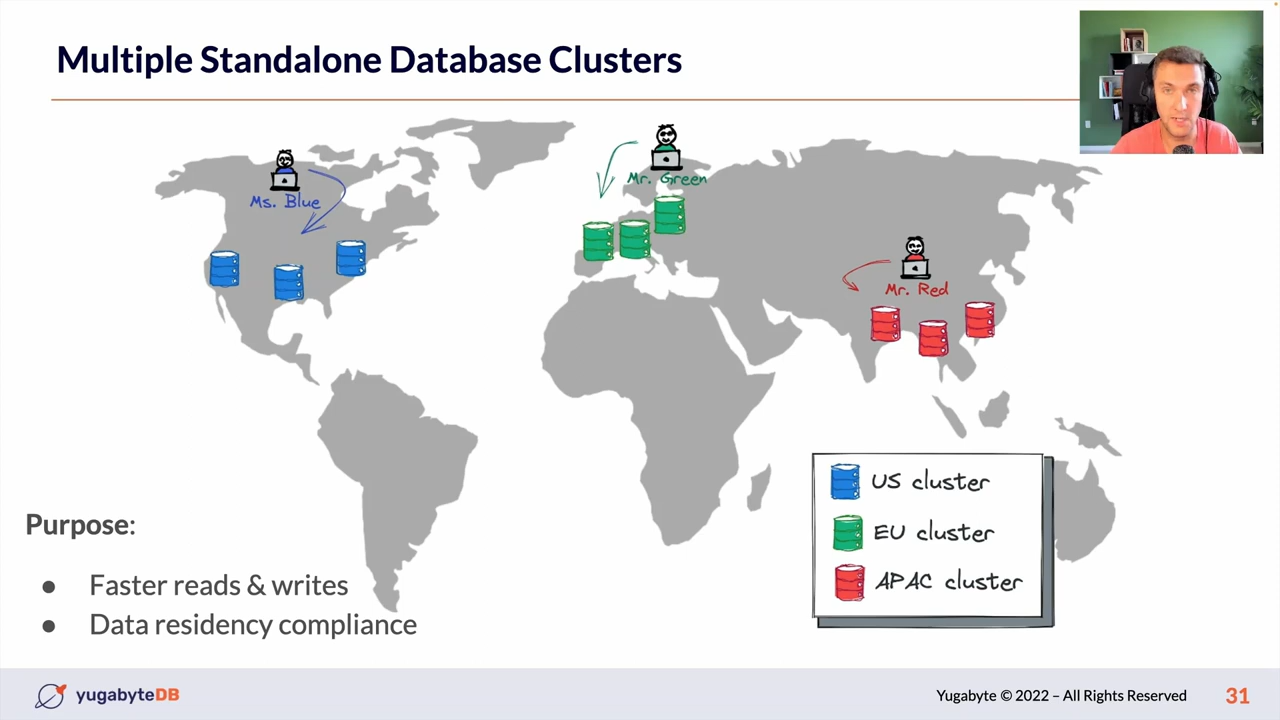 Multiple Standalone Database Clusters
Ms. Blue
Mr. Green
Mr. Red
US cluster
EU cluster
APAC cluster
Purpose:
● Faster reads & writes
● Data residency compliance
yugabyteDB
Yugabyte © 2022 – All Rights Reserved
31